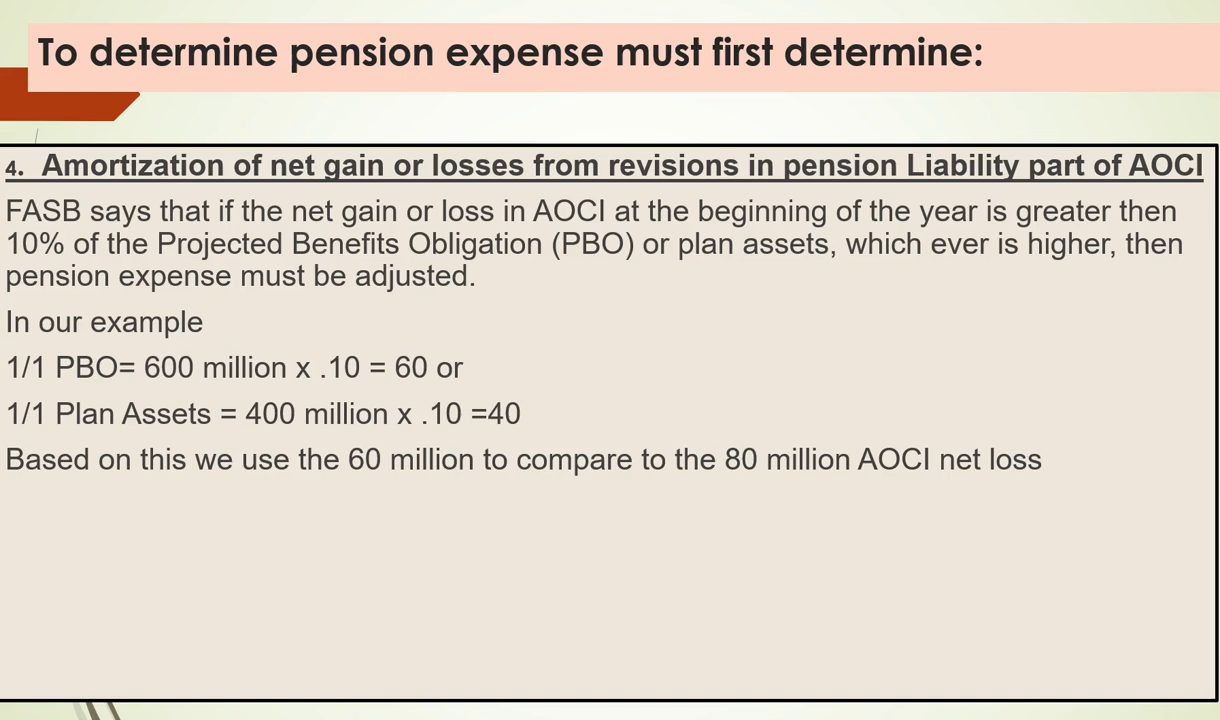 To determine pension expense must first determine:
4. Amortization of net gain or losses from revisions in pension Liability part of AOCI
FASB says that if the net gain or loss in AOCI at the beginning of the year is greater then
10% of the Projected Benefits Obligation (PBO) or plan assets, which ever is higher, then
pension expense must be adjusted.
In our example
1/1 PBO= 600 million x .10 = 60 or
1/1 Plan Assets = 400 million x .10 =40
Based on this we use the 60 million to compare to the 80 million AOCI net loss